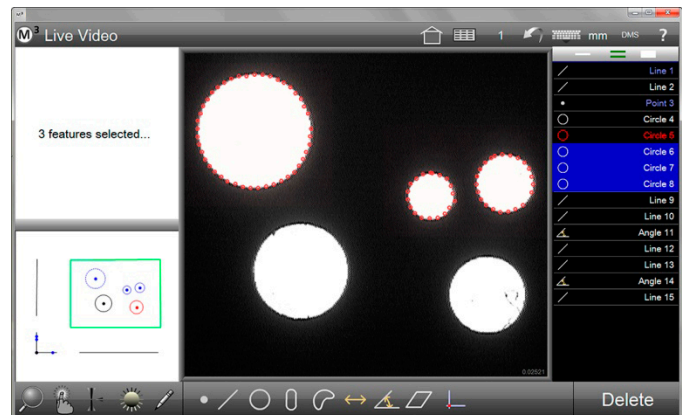 M³ Live Video
1
mm
DMS
?
3 features selected...
Line 1
Line 2
Point 3
Circle 4
Circle 5
Circle 6
Circle 7
Circle 8
Line 9
Line 10
Angle 11
Line 12
Line 13
Angle 14
Line 15
0.02521
Delete